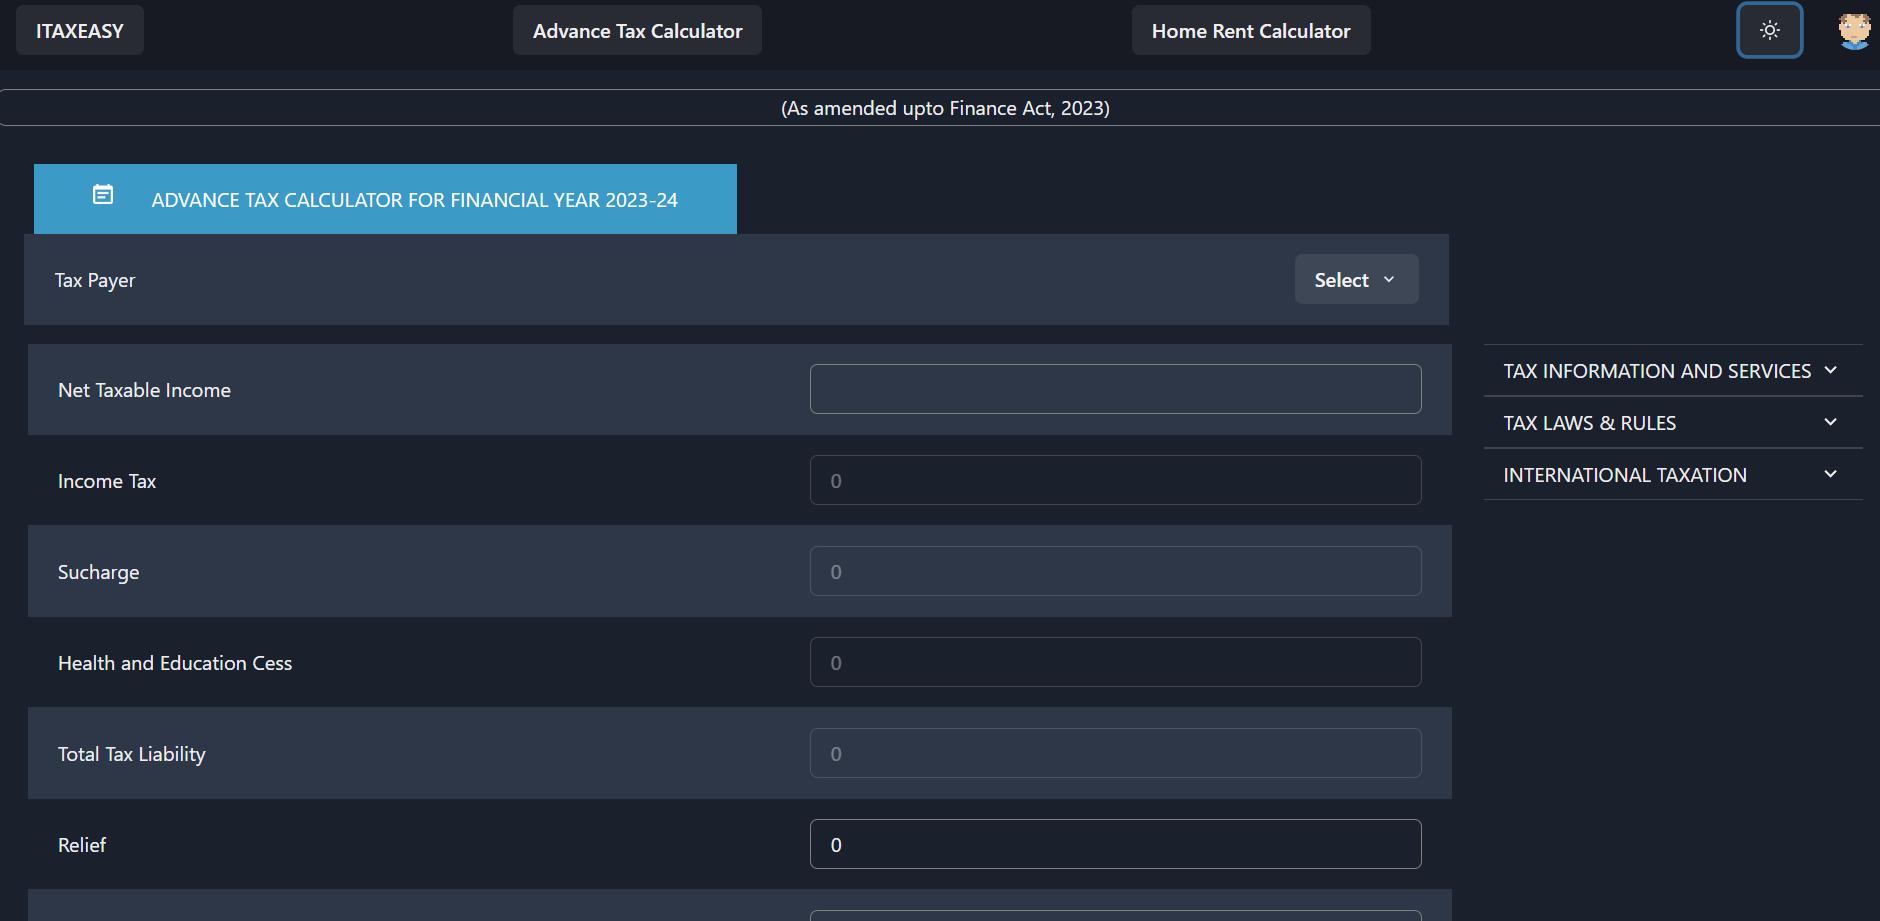 ITAXEASY
Advance Tax Calculator
Home Rent Calculator
(As amended upto Finance Act, 2023)
ADVANCE TAX CALCULATOR FOR FINANCIAL YEAR 2023-24
Tax Payer
Select
Net Taxable Income
Income Tax
0
Sucharge
0
Health and Education Cess
0
Total Tax Liability
0
Relief
0
TAX INFORMATION AND SERVICES
TAX LAWS & RULES
INTERNATIONAL TAXATION